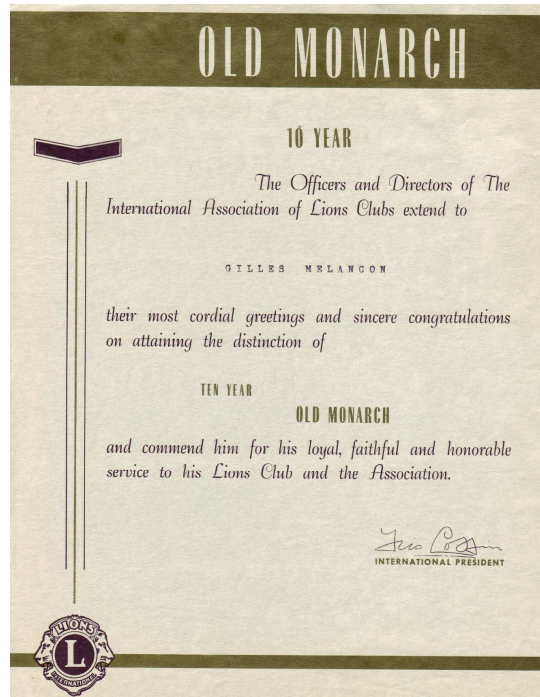 OLD MONARCH
10 YEAR
The Officers and Directors of The
International Association of Lions Clubs extend to
GILLES MELANCON
their most cordial greetings and sincere congratulations
on attaining the distinction of
TEN YEAR
OLD MONARCH
and commend him for his loyal, faithful and honorable
service to his Lions Club and the Association.
INTERNATIONAL PRESIDENT
LIONS
L
INTERNATIONAL